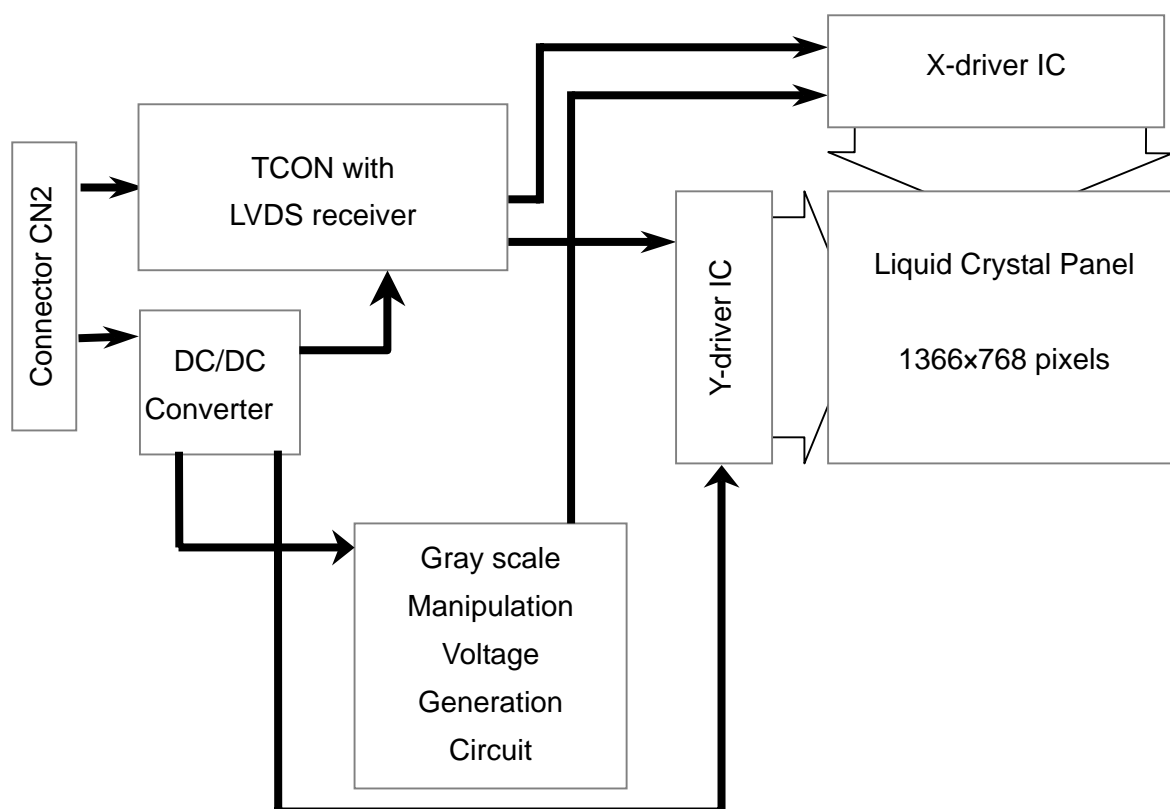 X-driver IC
TCON with
LVDS receiver
Connector CN2
Liquid Crystal Panel
1366×768 pixels
Y-driver IC
DC/DC
Converter
Gray scale
Manipulation
Voltage
Generation
Circuit